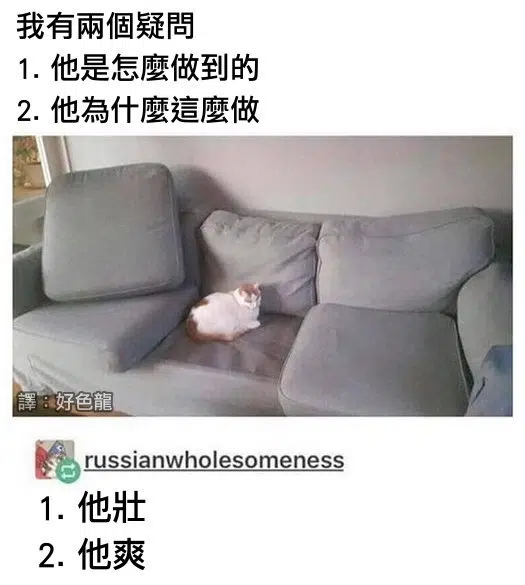 我有兩個疑問
1. 他是怎麼做到的
2. 他為什麼這麼做
譯：好色龍
russianwholesomeness
1. 他壯
2. 他爽